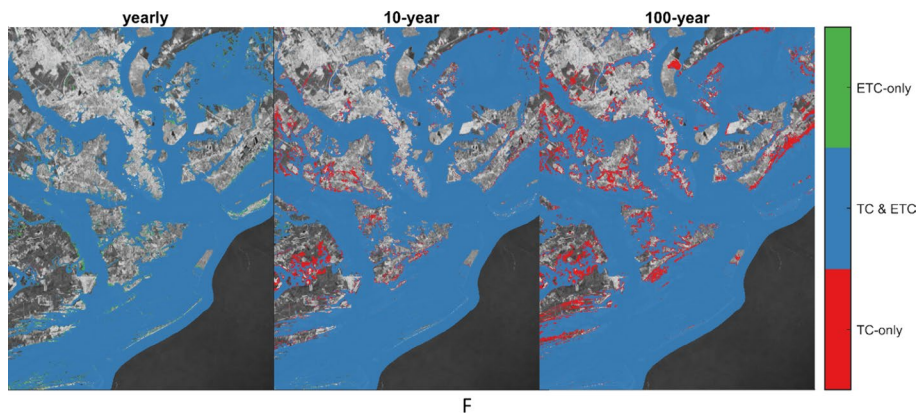 yearly
10-year
100-year
ETC-only
TC & ETC
TC-only
F